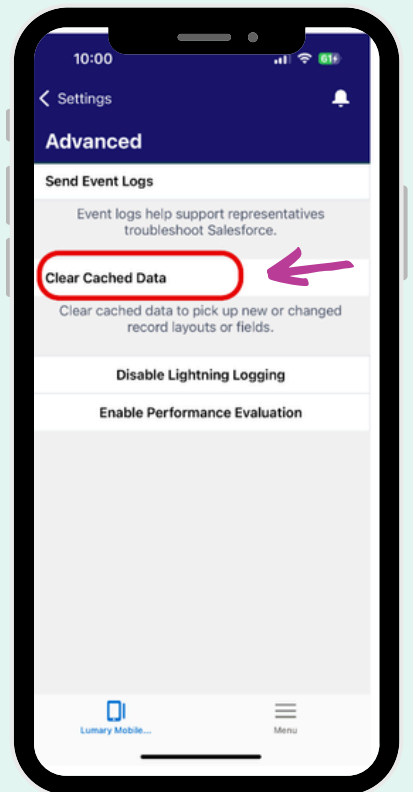 10:00
61
Settings
Advanced
Send Event Logs
Event logs help support representatives
troubleshoot Salesforce.
Clear Cached Data
Clear cached data to pick up new or changed
record layouts or fields.
Disable Lightning Logging
Enable Performance Evaluation
Lumary Mobile...
Menu